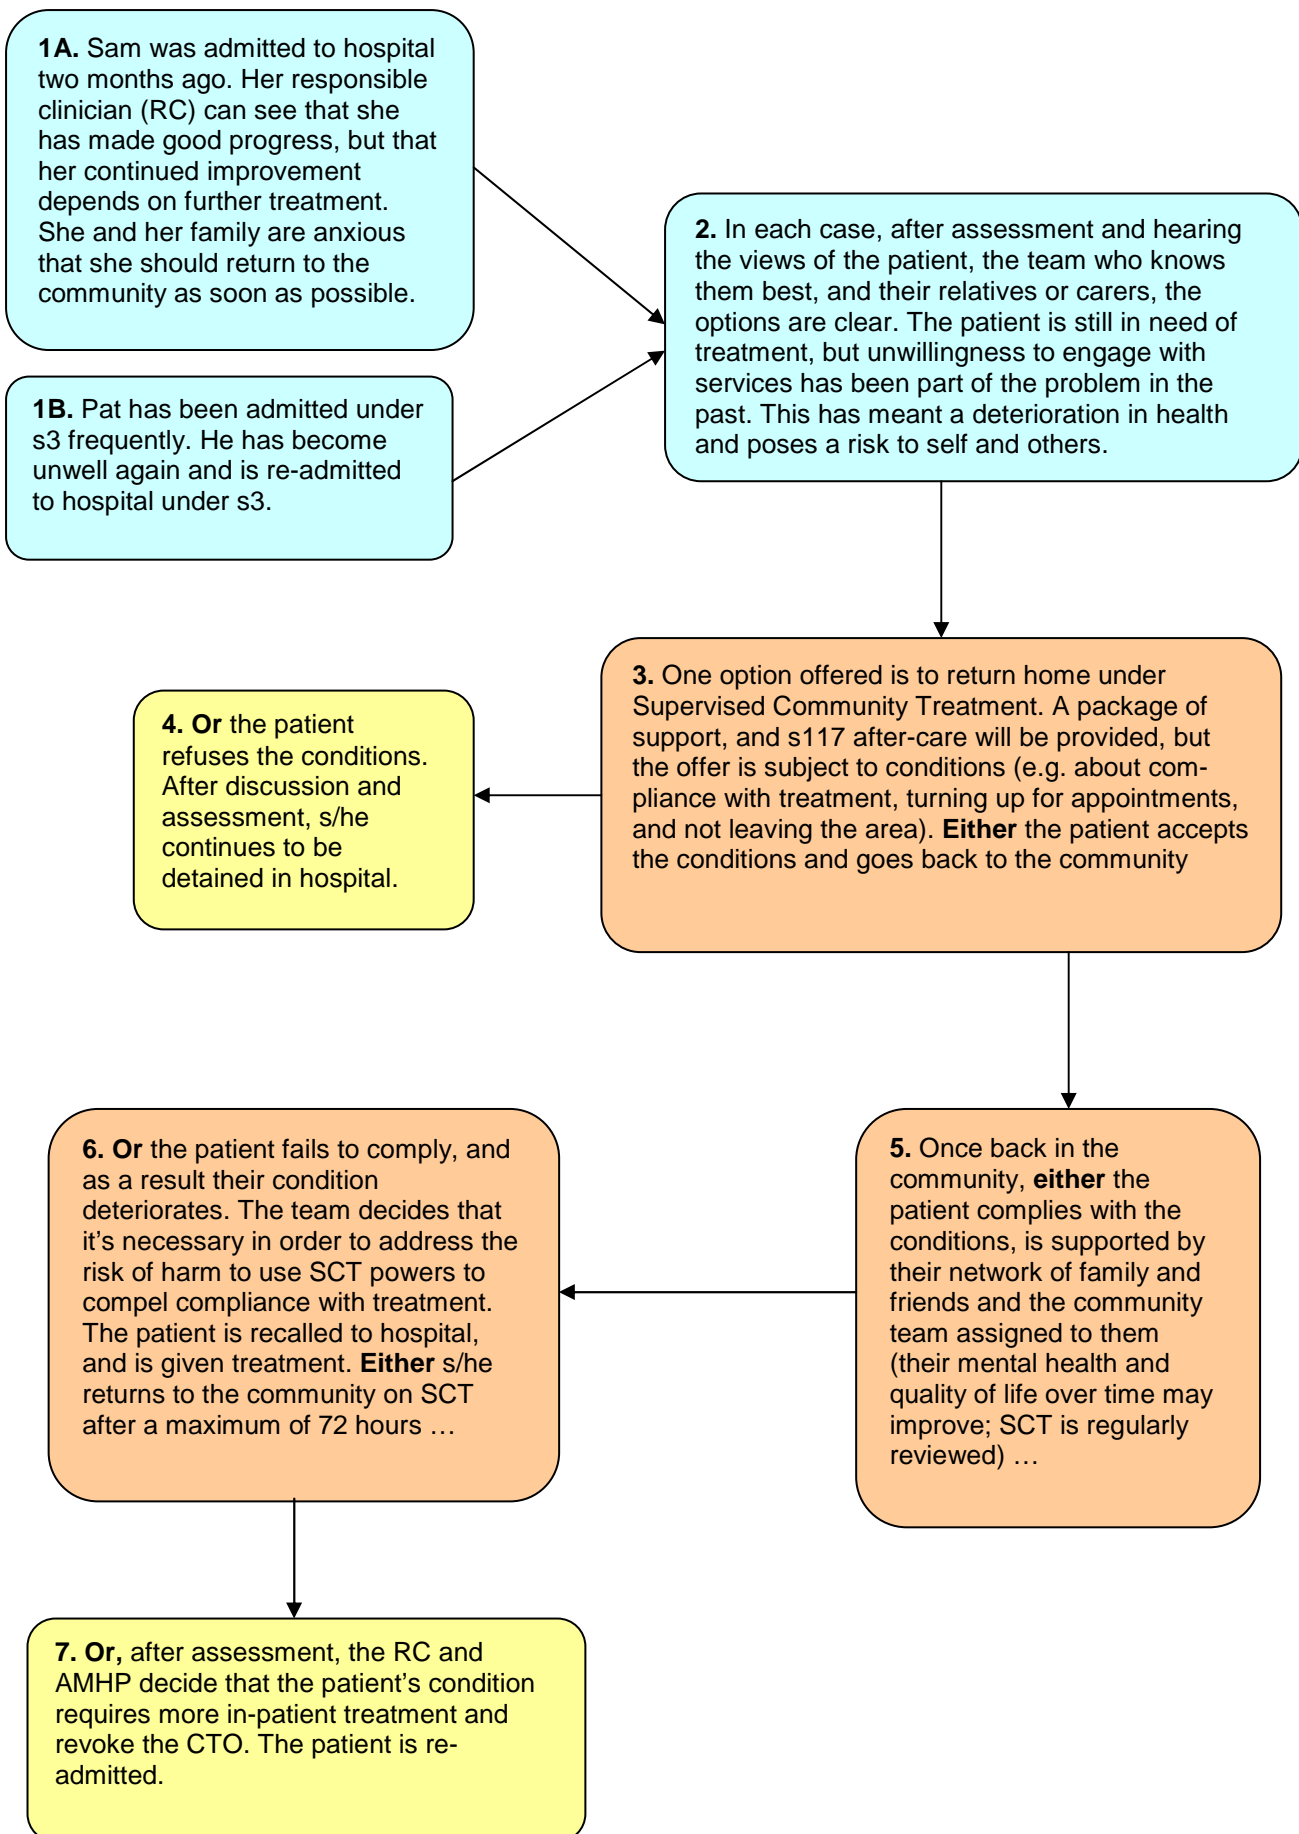 1A. Sam was admitted to hospital
two months ago. Her responsible
clinician (RC) can see that she
has made good progress, but that
her continued improvement
depends on further treatment.
She and her family are anxious
that she should return to the
community as soon as possible.
1B. Pat has been admitted under
s3 frequently. He has become
unwell again and is re-admitted
to hospital under s3.
2. In each case, after assessment and hearing
the views of the patient, the team who knows
them best, and their relatives or carers, the
options are clear. The patient is still in need of
treatment, but unwillingness to engage with
services has been part of the problem in the
past. This has meant a deterioration in health
and poses a risk to self and others.
3. One option offered is to return home under
Supervised Community Treatment. A package of
support, and s117 after-care will be provided, but
the offer is subject to conditions (e.g. about com-
pliance with treatment, turning up for appointments,
and not leaving the area). Either the patient accepts
the conditions and goes back to the community
4. Or the patient
refuses the conditions.
After discussion and
assessment, s/he
continues to be
detained in hospital.
5. Once back in the
community, either the
patient complies with the
conditions, is supported by
their network of family and
friends and the community
team assigned to them
(their mental health and
quality of life over time may
improve; SCT is regularly
reviewed) …
6. Or the patient fails to comply, and
as a result their condition
deteriorates. The team decides that
it's necessary in order to address the
risk of harm to use SCT powers to
compel compliance with treatment.
The patient is recalled to hospital,
and is given treatment. Either s/he
returns to the community on SCT
after a maximum of 72 hours …
7. Or, after assessment, the RC and
AMHP decide that the patient's condition
requires more in-patient treatment and
revoke the CTO. The patient is re-
admitted.